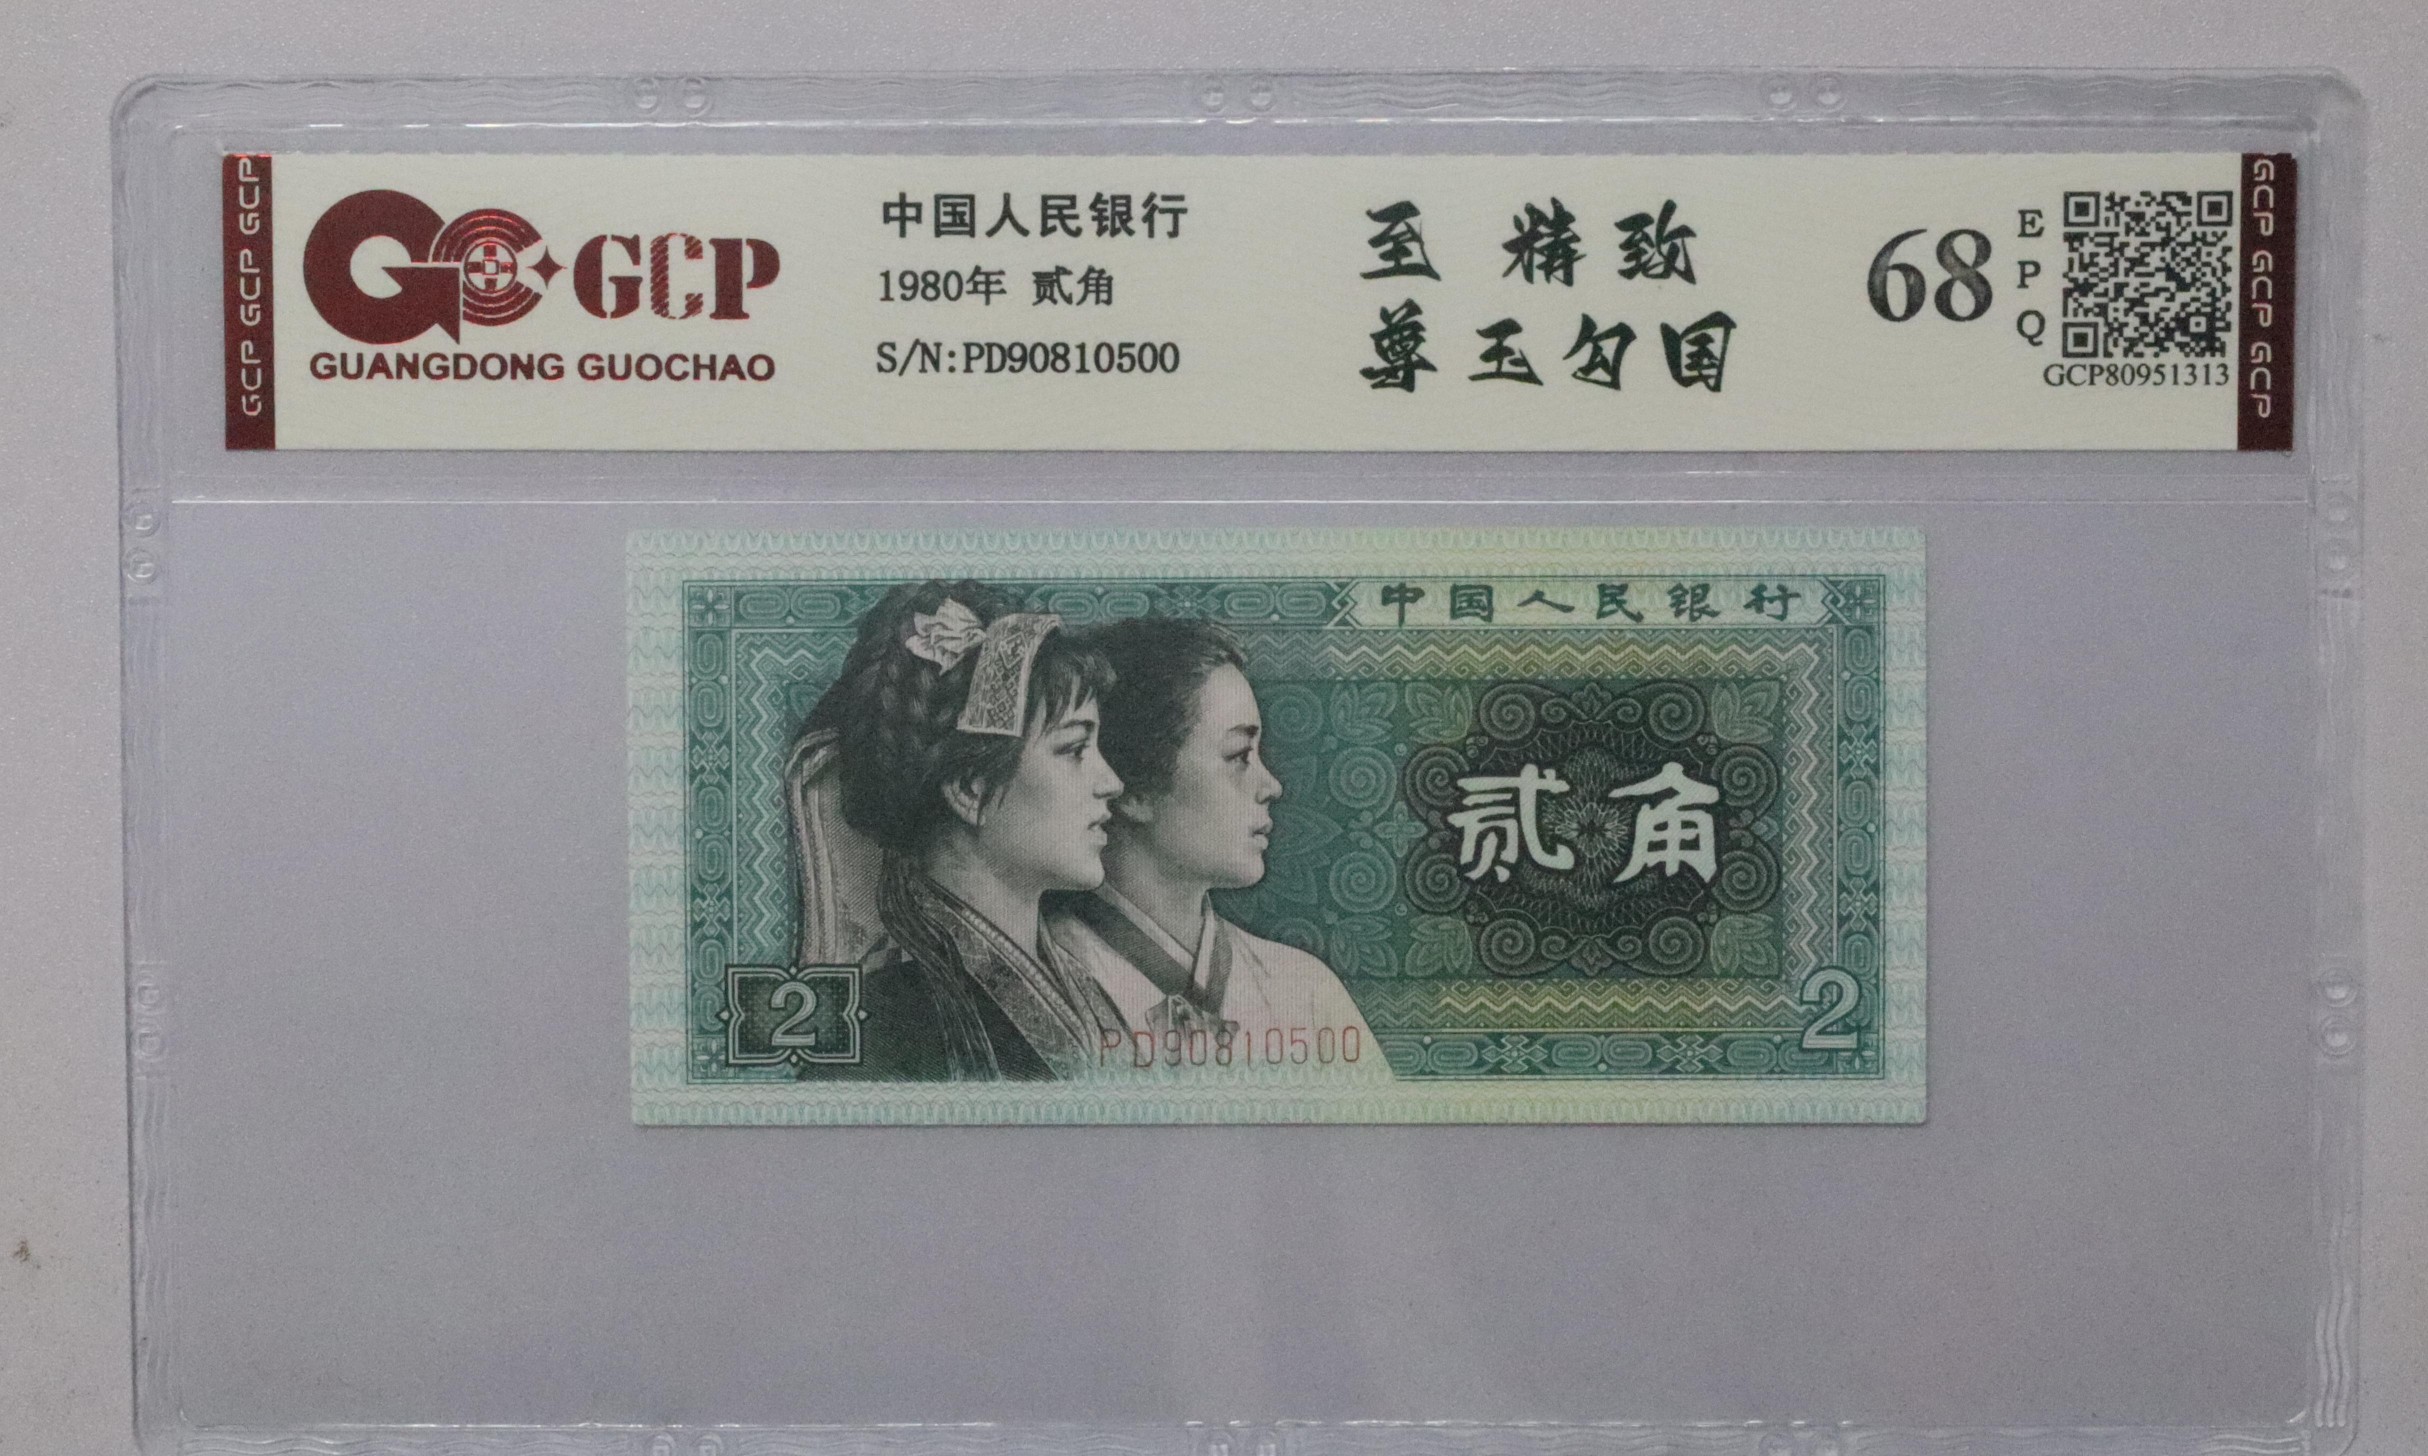 GCP GCP GCP
GCP
GUANGDONG GUOCHAO
中国人民银行
1980年 贰角
S/N:PD90810500
至 精 致
尊 玉 勾 国
68
E
P
Q
GCP80951313
GCP GCP GCP
中国人民银行
贰角
2
PD90810500
2